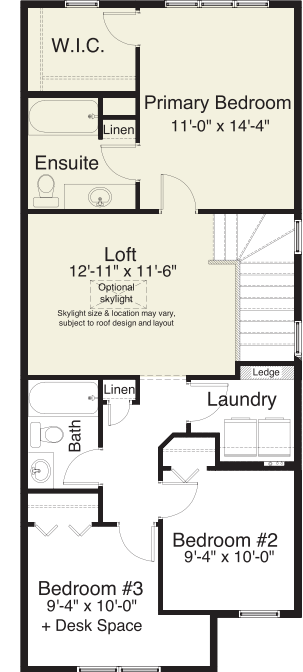 W.I.C.
Primary Bedroom
11'-0" x 14'-4"
Linen
Ensuite
Loft
12'-11" x 11'-6"
Optional
skylight
Skylight size & location may vary,
subject to roof design and layout
Ledge
Linen
Laundry
Bath
Bedroom #2
9'-4" x 10'-0"
Bedroom #3
9'-4" x 10'-0"
+ Desk Space